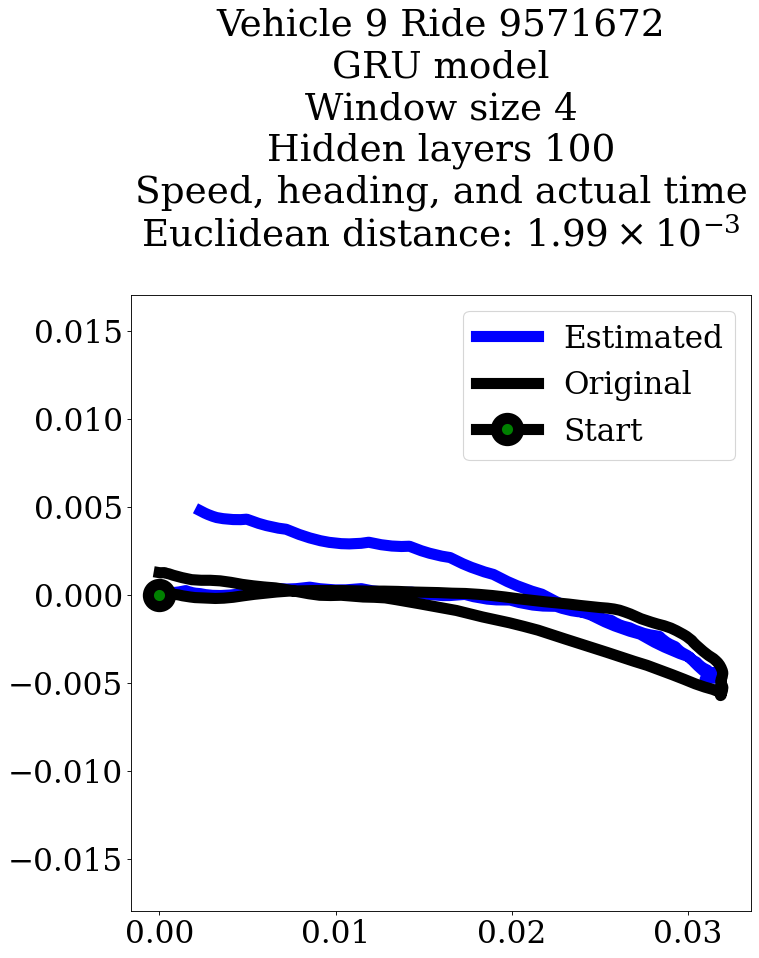 Vehicle 9 Ride 9571672
GRU model
Window size 4
Hidden layers 100
Speed, heading, and actual time
Euclidean distance: 1.99 × 10⁻³
Estimated
Original
Start
0.015
0.010
0.005
0.000
−0.005
−0.010
−0.015
0.00 0.01 0.02 0.03